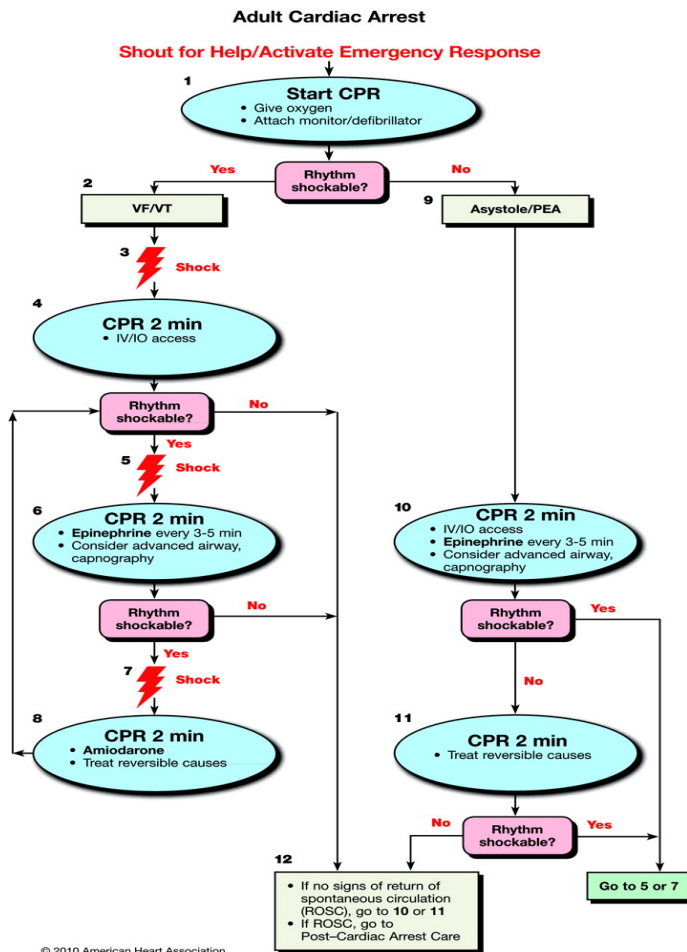 Adult Cardiac Arrest
Shout for Help/Activate Emergency Response
1
Start CPR
• Give oxygen
• Attach monitor/defibrillator
Yes
Rhythm
shockable?
No
2
VF/VT
9
Asystole/PEA
3
Shock
4
CPR 2 min
• IV/IO access
Rhythm
shockable?
No
Yes
5
Shock
6
CPR 2 min
• Epinephrine every 3-5 min
• Consider advanced airway,
capnography
10
CPR 2 min
• IV/IO access
• Epinephrine every 3-5 min
• Consider advanced airway,
capnography
Rhythm
shockable?
No
Rhythm
shockable?
Yes
Yes
7
Shock
No
8
CPR 2 min
• Amiodarone
• Treat reversible causes
11
CPR 2 min
• Treat reversible causes
No
Rhythm
shockable?
Yes
12
• If no signs of return of
spontaneous circulation
(ROSC), go to 10 or 11
• If ROSC, go to
Post–Cardiac Arrest Care
Go to 5 or 7
© 2010 American Heart Association